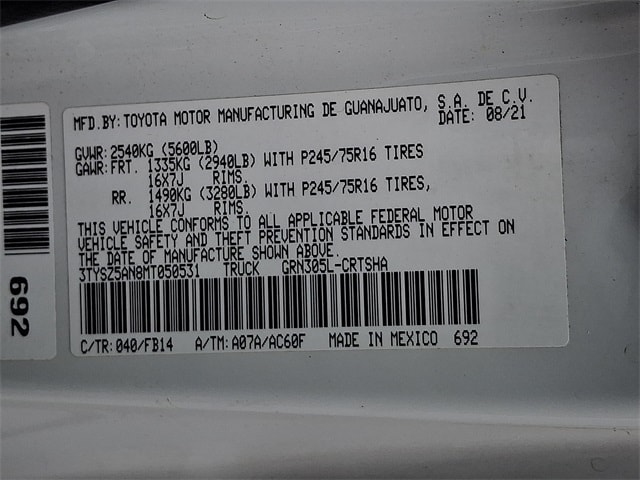 MFD.BY:TOYOTA MOTOR MANUFACTURING DE GUANAJUATO, S.A. DE C.V.
DATE: 08/21
GVWR:2540KG (5600LB)
GAWR:FRT. 1335KG (2940LB) WITH P245/75R16 TIRES
16X7J RIMS,
RR. 1490KG (3280LB) WITH P245/75R16 TIRES,
16X7J RIMS.
THIS VEHICLE CONFORMS TO ALL APPLICABLE FEDERAL MOTOR
VEHICLE SAFETY AND THEFT PREVENTION STANDARDS IN EFFECT ON
THE DATE OF MANUFACTURE SHOWN ABOVE.
3TYSZ5AN8MT050531 TRUCK GRN305L-CRTSHA
C/TR:040/FB14 A/TM:A07A/AC60F MADE IN MEXICO 692
692